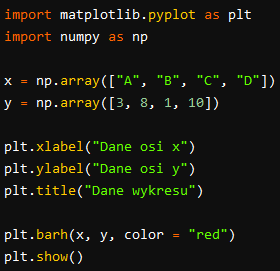 import matplotlib.pyplot as plt
import numpy as np
x = np.array(["A", "B", "C", "D"])
y = np.array([3, 8, 1, 10])
plt.xlabel("Dane osi x")
plt.ylabel("Dane osi y")
plt.title("Dane wykresu")
plt.barh(x, y, color = "red")
plt.show()